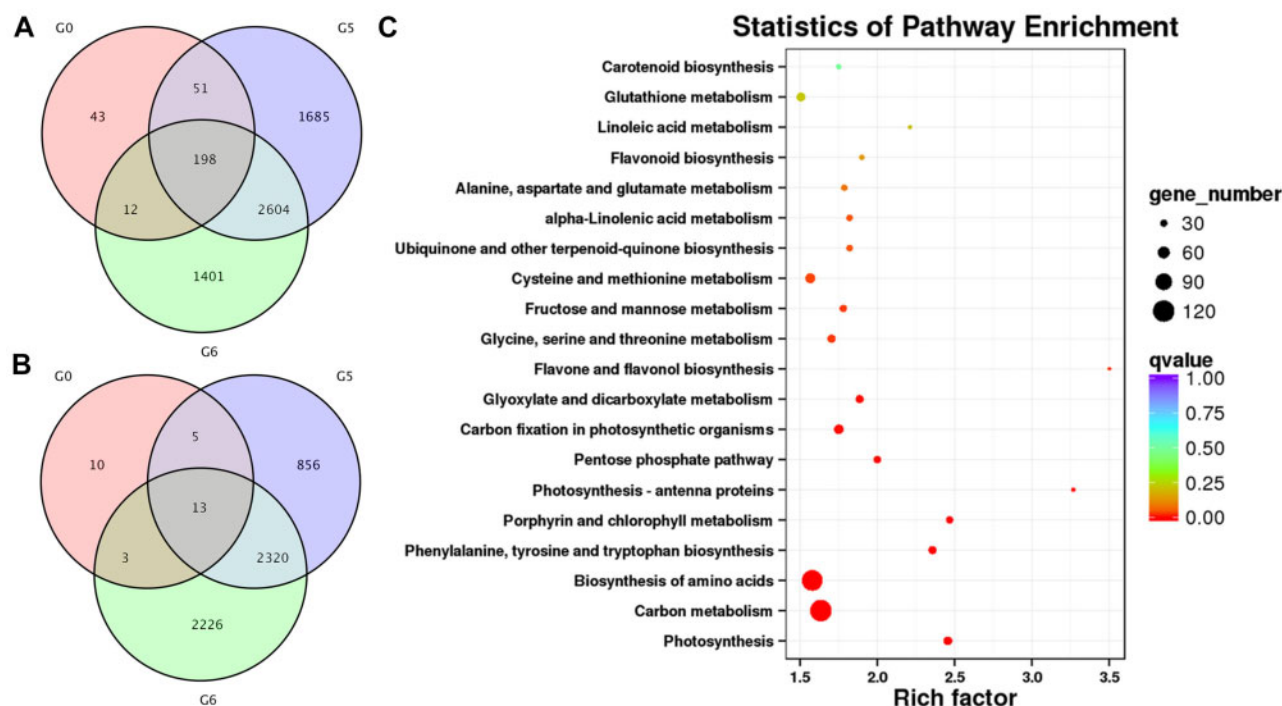 A
G0
G5
51
43
1685
198
12
2604
1401
G6
B
G0
G5
5
10
856
13
3
2320
2226
G6
C
Statistics of Pathway Enrichment
Carotenoid biosynthesis
Glutathione metabolism
Linoleic acid metabolism
Flavonoid biosynthesis
Alanine, aspartate and glutamate metabolism
alpha-Linolenic acid metabolism
Ubiquinone and other terpenoid-quinone biosynthesis
Cysteine and methionine metabolism
Fructose and mannose metabolism
Glycine, serine and threonine metabolism
Flavone and flavonol biosynthesis
Glyoxylate and dicarboxylate metabolism
Carbon fixation in photosynthetic organisms
Pentose phosphate pathway
Photosynthesis - antenna proteins
Porphyrin and chlorophyll metabolism
Phenylalanine, tyrosine and tryptophan biosynthesis
Biosynthesis of amino acids
Carbon metabolism
Photosynthesis
1.5 2.0 2.5 3.0 3.5
Rich factor
gene_number
30
60
90
120
qvalue
1.00
0.75
0.50
0.25
0.00